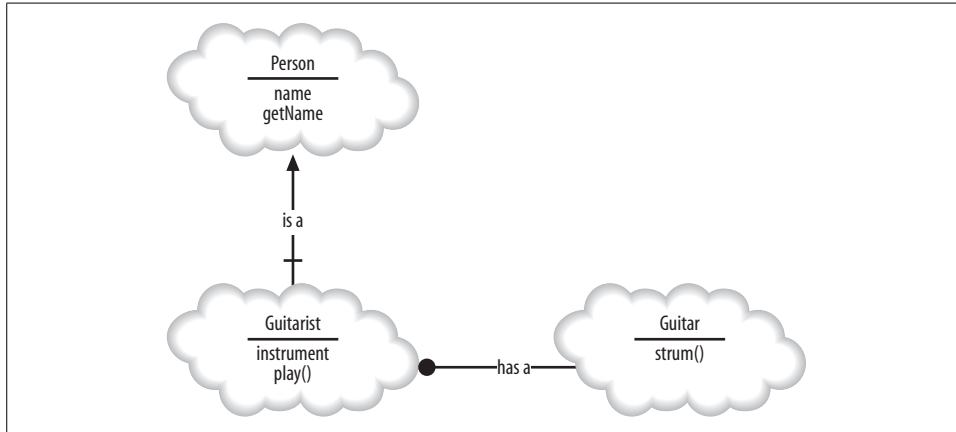 Person
name
getName
is a
Guitarist
instrument
play()
has a
Guitar
strum()